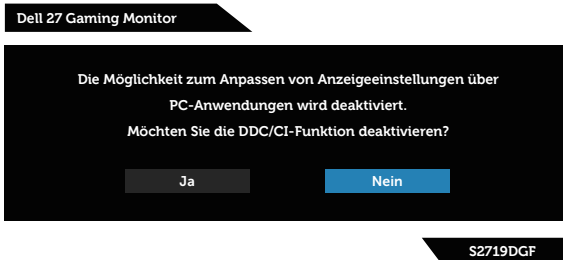 Dell 27 Gaming Monitor
Die Möglichkeit zum Anpassen von Anzeigeeinstellungen über
PC-Anwendungen wird deaktiviert.
Möchten Sie die DDC/CI-Funktion deaktivieren?
Ja
Nein
S2719DGF